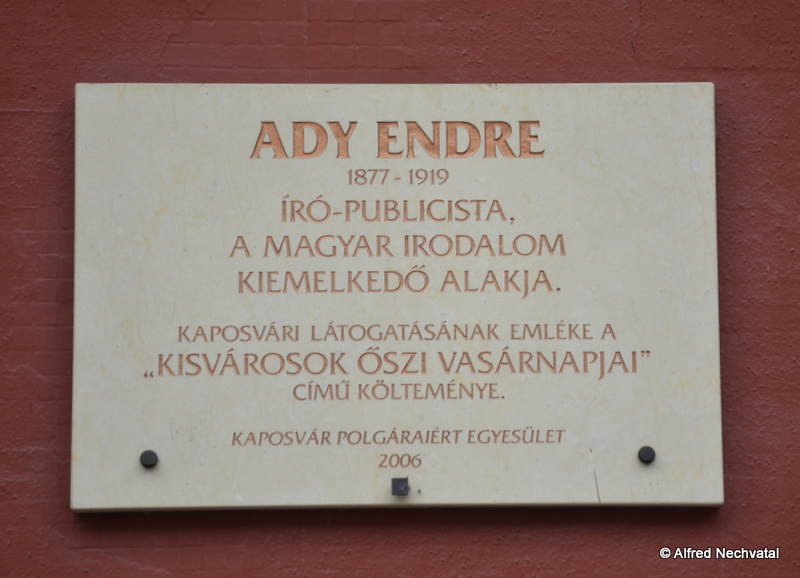 ADY ENDRE
1877 - 1919
ÍRÓ-PUBLICISTA,
A MAGYAR IRODALOM
KIEMELKEDŐ ALAKJA.
KAPOSVÁRI LÁTOGATÁSÁNAK EMLÉKE A
„KISVÁROSOK ŐSZI VASÁRNAPJAI”
CÍMŰ KÖLTEMÉNYE.
KAPOSVÁR POLGÁRAIÉRT EGYESÜLET
2006
© Alfred Nechvatal